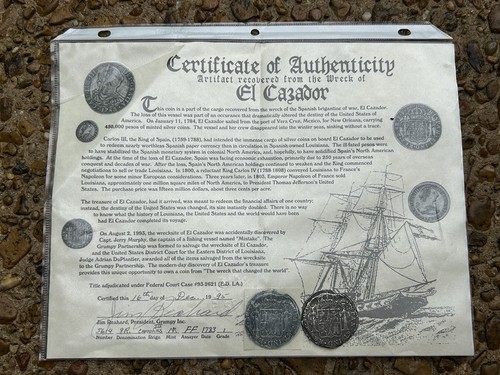 Certificate of Authenticity
Artifact recovered from the Wreck of
El Cazador
This coin is a part of the cargo recovered from the wreck of the Spanish brigantine of war, El Cazador.
The loss of this vessel was part of an occurence that dramatically altered the destiny of the United States of
America. On January 11, 1784, El Cazador sailed from the port of Vera Cruz, Mexico, for New Orleans, carrying
450,000 pesos of minted silver coins. The vessel and her crew disappeared into the winter seas, sinking without a trace.
Carlos III, the King of Spain, (1759-1788), had intended the immense cargo of silver coins on board El Cazador to be
used to redeem nearly worthless Spanish paper currency then in circulation in Spanish-owned Louisiana. The ill-fated pesos were
to have stabilized the Spanish monetary system in colonial North America, and, hopefully, to have solidified Spain's North American
holdings. At the time of the loss of El Cazador, Spain was facing economic exhaustion, primarily due to 250 years of overseas
conquest and decades of war. After the loss, Spain's North American holdings continued to weaken and the King commenced
negotiations to sell or trade Louisiana. In 1800, a reluctant King Carlos IV (1788-1808) conveyed Louisiana to France's
Napoleon for some minor European considerations. Three years later, in 1803, Emperor Napoleon of France sold
Louisiana, approximately one million square miles of North America, to President Thomas Jefferson's United
States. The purchase price was fifteen million dollars, about three cents per acre.
The treasure of El Cazador, had it arrived, was meant to redeem the financial affairs of one country;
instead, the destiny of the United States was changed, its size instantly doubled. There is no way
to know what the history of Louisiana, the United States and the world would have been
had El Cazador completed its voyage.
On August 2, 1993, the wreckage of El Cazador was accidentally discovered by
Capt. Jerry Murphy, the captain of a fishing vessel named "Mistake". The
Grumpy Partnership was formed to salvage the wreckage of El Cazador,
and the United States District Court for the Eastern District of Louisiana,
Judge Adrian DuPlantier, awarded all of the items salvaged from the wreckage
to the Grumpy Partnership. The modern day discovery of El Cazador's treasure
provides this unique opportunity to own a coin from "The wreck that changed the world".
Title adjudicated under Federal Court Case #93-2621 (E.D. LA.)
Certified this 16th day of 19 95
President, Grumpy Inc.
8R MO FF 1783 1
Number Denomination Reign Mint Assayer Date Grade